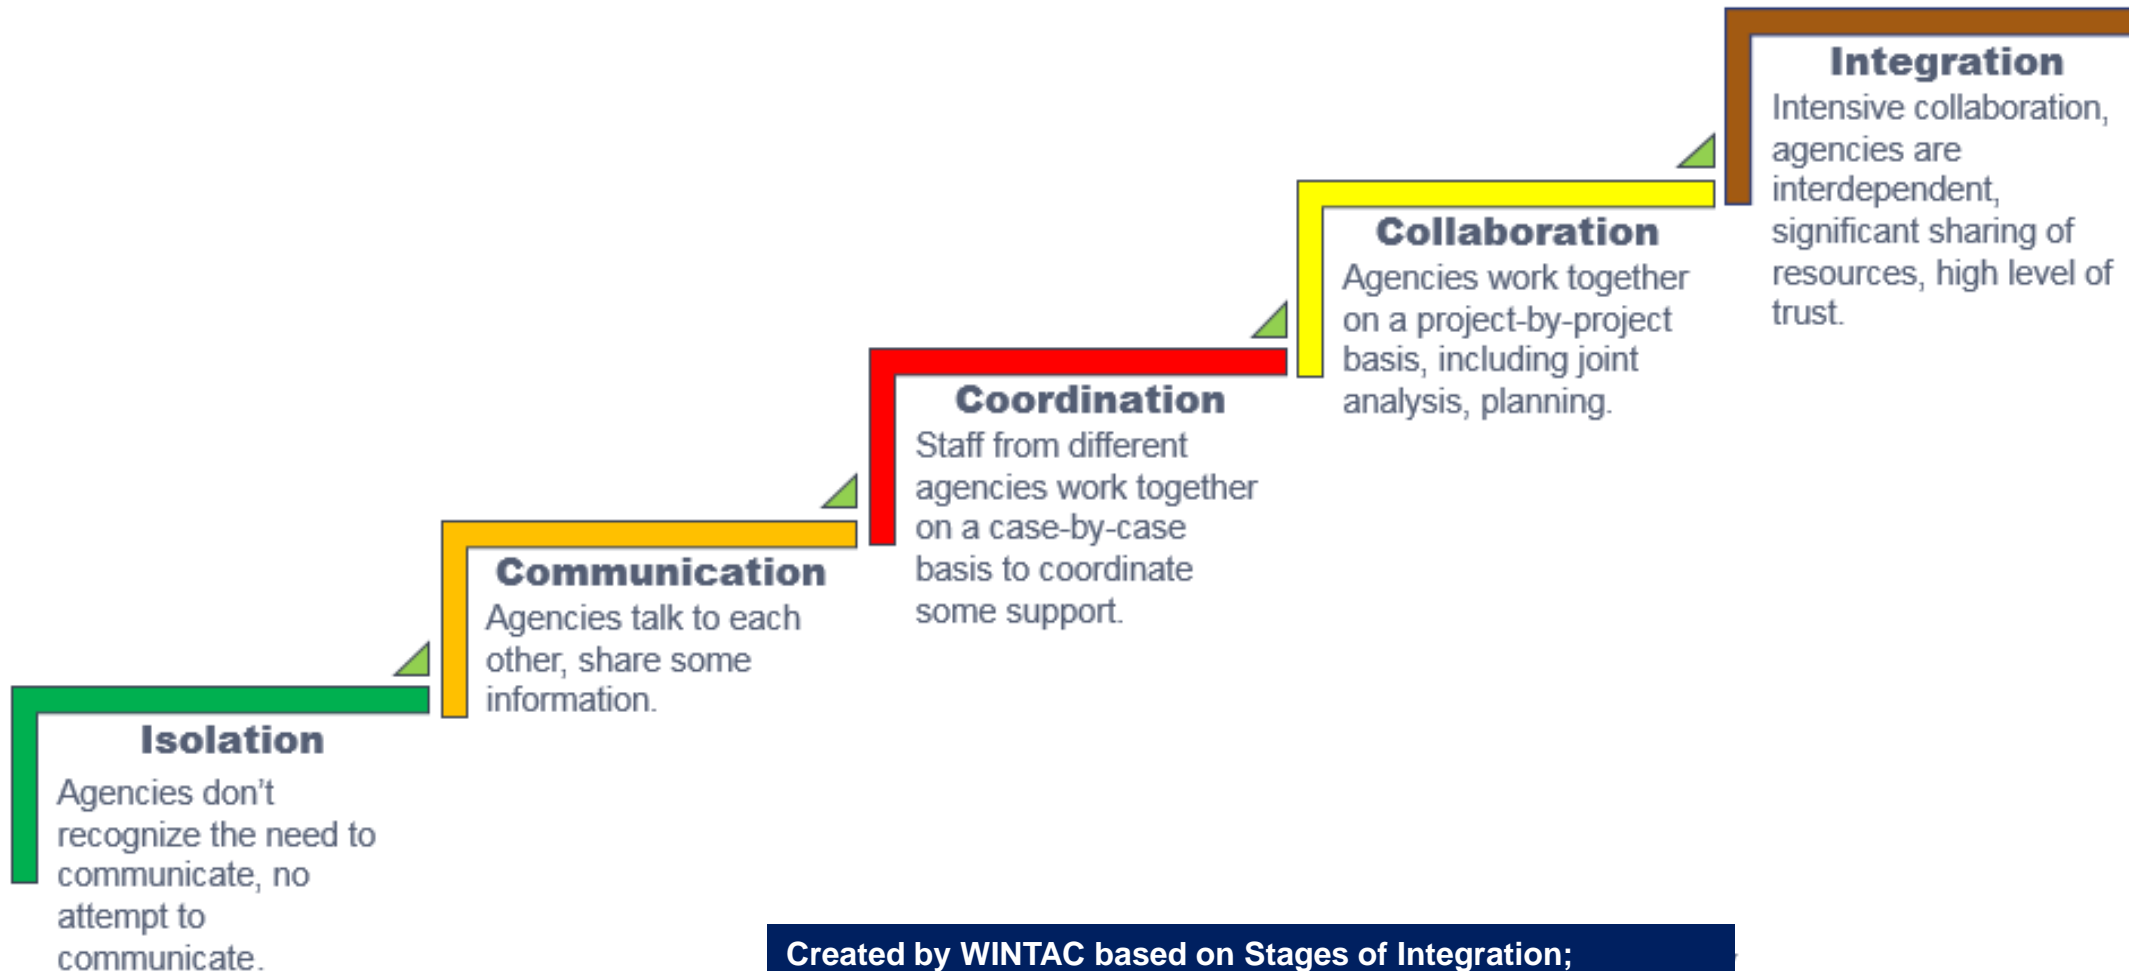 Isolation
Agencies don’t
recognize the need to
communicate, no
attempt to
communicate.
Communication
Agencies talk to each
other, share some
information.
Coordination
Staff from different
agencies work together
on a case-by-case
basis to coordinate
some support.
Collaboration
Agencies work together
on a project-by-project
basis, including joint
analysis, planning.
Integration
Intensive collaboration,
agencies are
interdependent,
significant sharing of
resources, high level of
trust.
Created by WINTAC based on Stages of Integration;